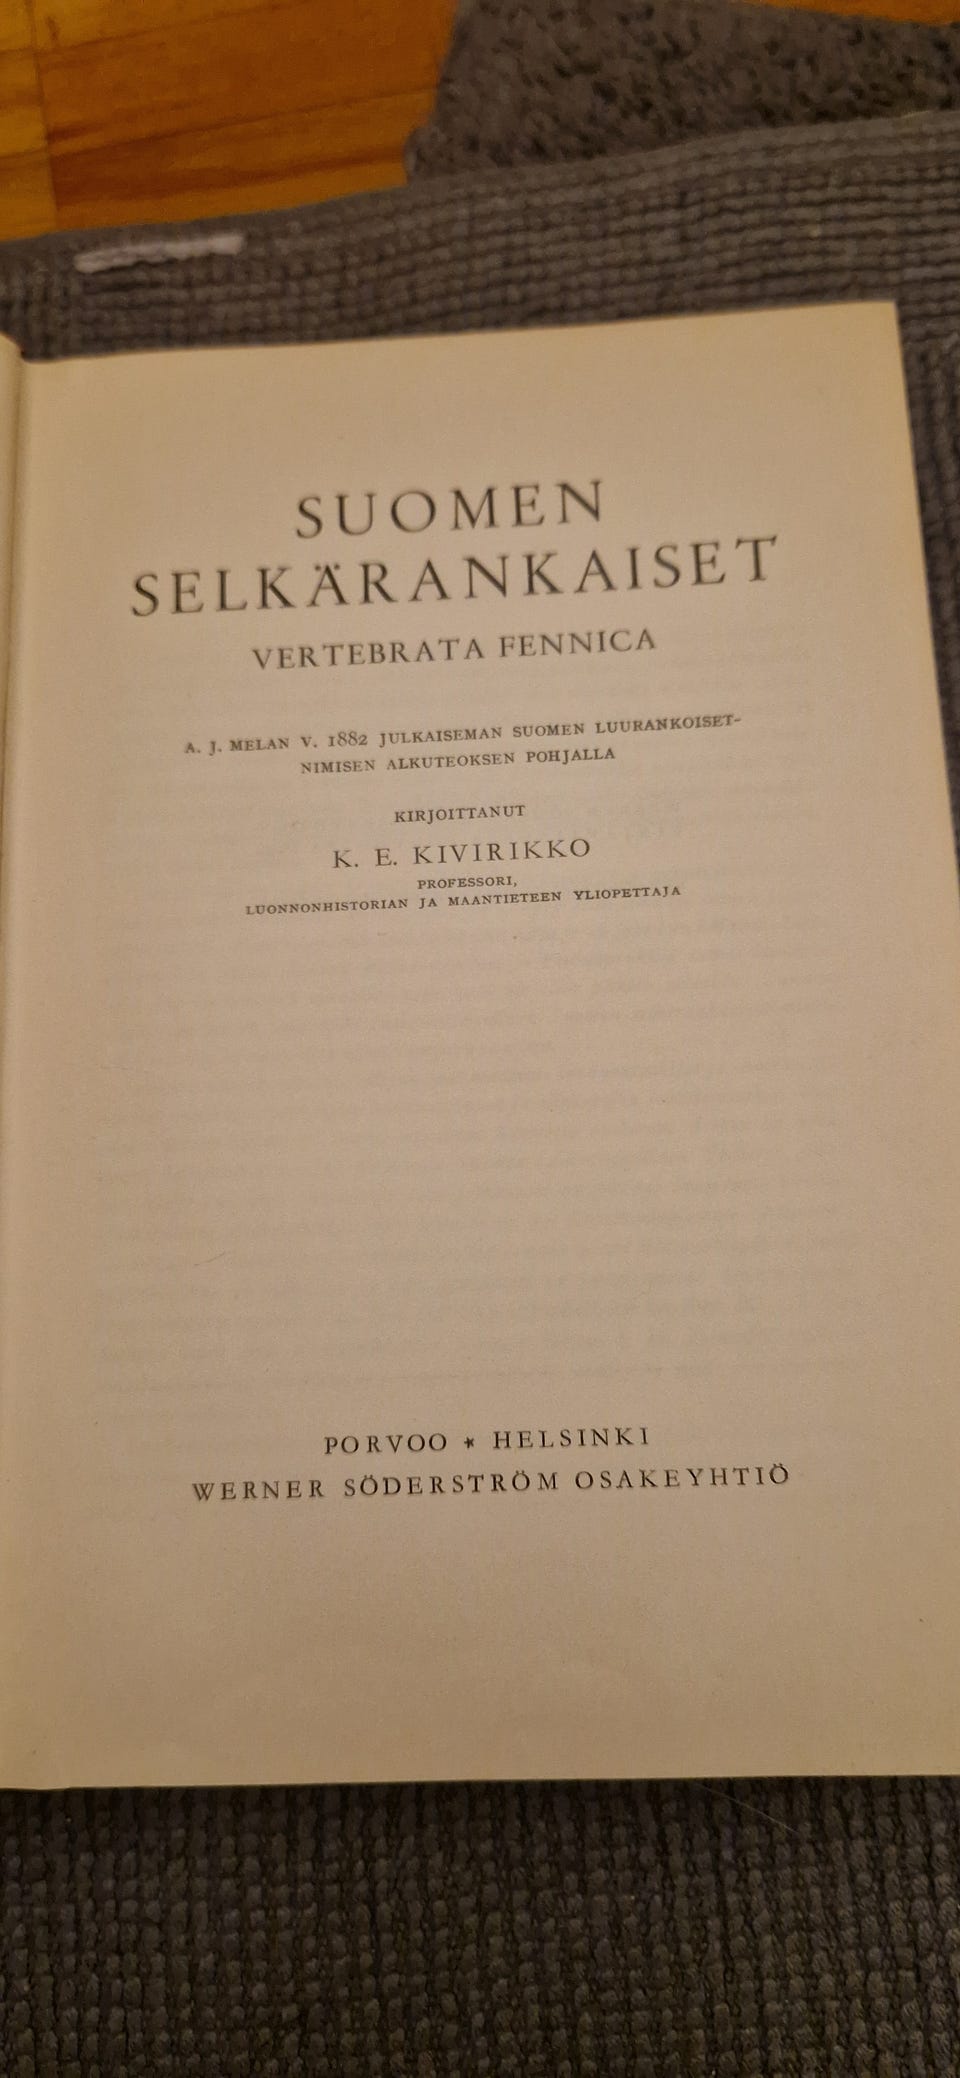 SUOMEN
SELKÄRANKAISET
VERTEBRATA FENNICA
A. J. MELAN V. 1882 JULKAISEMAN SUOMEN LUURANKOISET-
NIMISEN ALKUTEOKSEN POHJALLA
KIRJOITTANUT
K. E. KIVIRIKKO
PROFESSORI,
LUONNONHISTORIAN JA MAANTIETEEN YLIOPETTAJA
PORVOO * HELSINKI
WERNER SÖDERSTRÖM OSAKEYHTIÖ